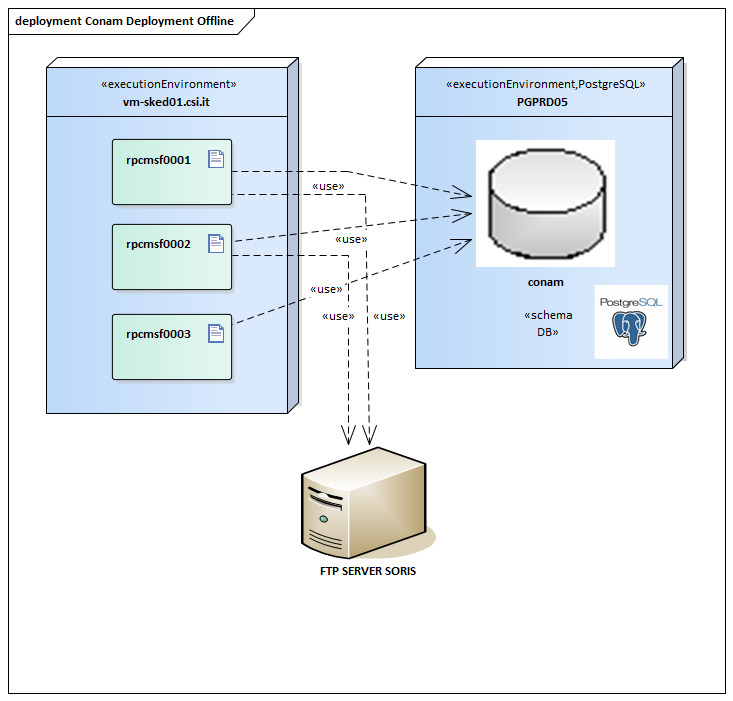 deployment Conam Deployment Offline
«executionEnvironment»
vm-sked01.csi.it
rpcmsf0001
rpcmsf0002
rpcmsf0003
«executionEnvironment,PostgreSQL»
PGPRD05
conam
«schema
DB»
PostgreSQL
«use»
«use»
«use»
«use»
«use»
FTP SERVER SORIS